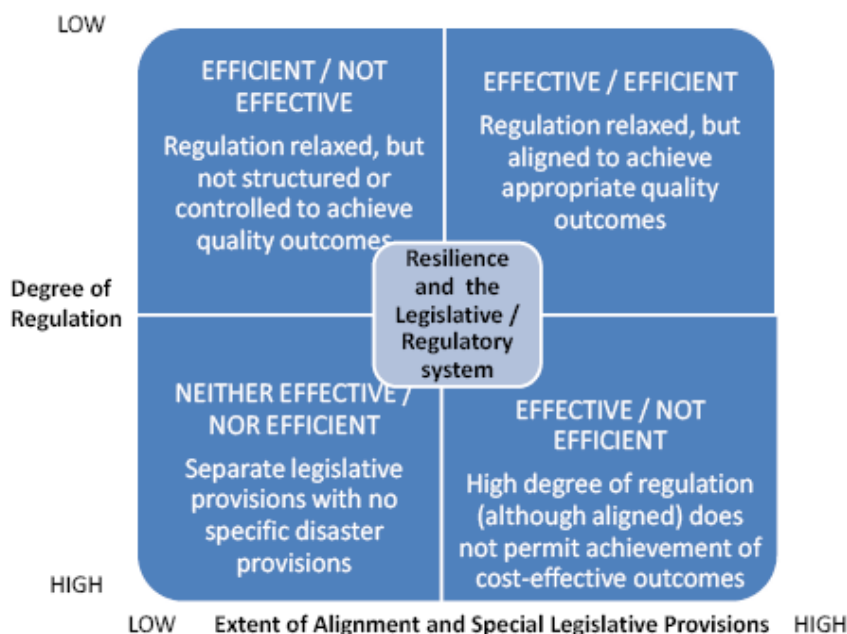 LOW
EFFICIENT / NOT
EFFECTIVE
Regulation relaxed, but
not structured or
controlled to achieve
quality outcomes
EFFECTIVE / EFFICIENT
Regulation relaxed, but
aligned to achieve
appropriate quality
outcomes
Degree of
Regulation
Resilience
and the
Legislative /
Regulatory
system
NEITHER EFFECTIVE /
NOR EFFICIENT
Separate legislative
provisions with no
specific disaster
provisions
EFFECTIVE / NOT
EFFICIENT
High degree of regulation
(although aligned) does
not permit achievement of
cost-effective outcomes
HIGH
LOW Extent of Alignment and Special Legislative Provisions HIGH